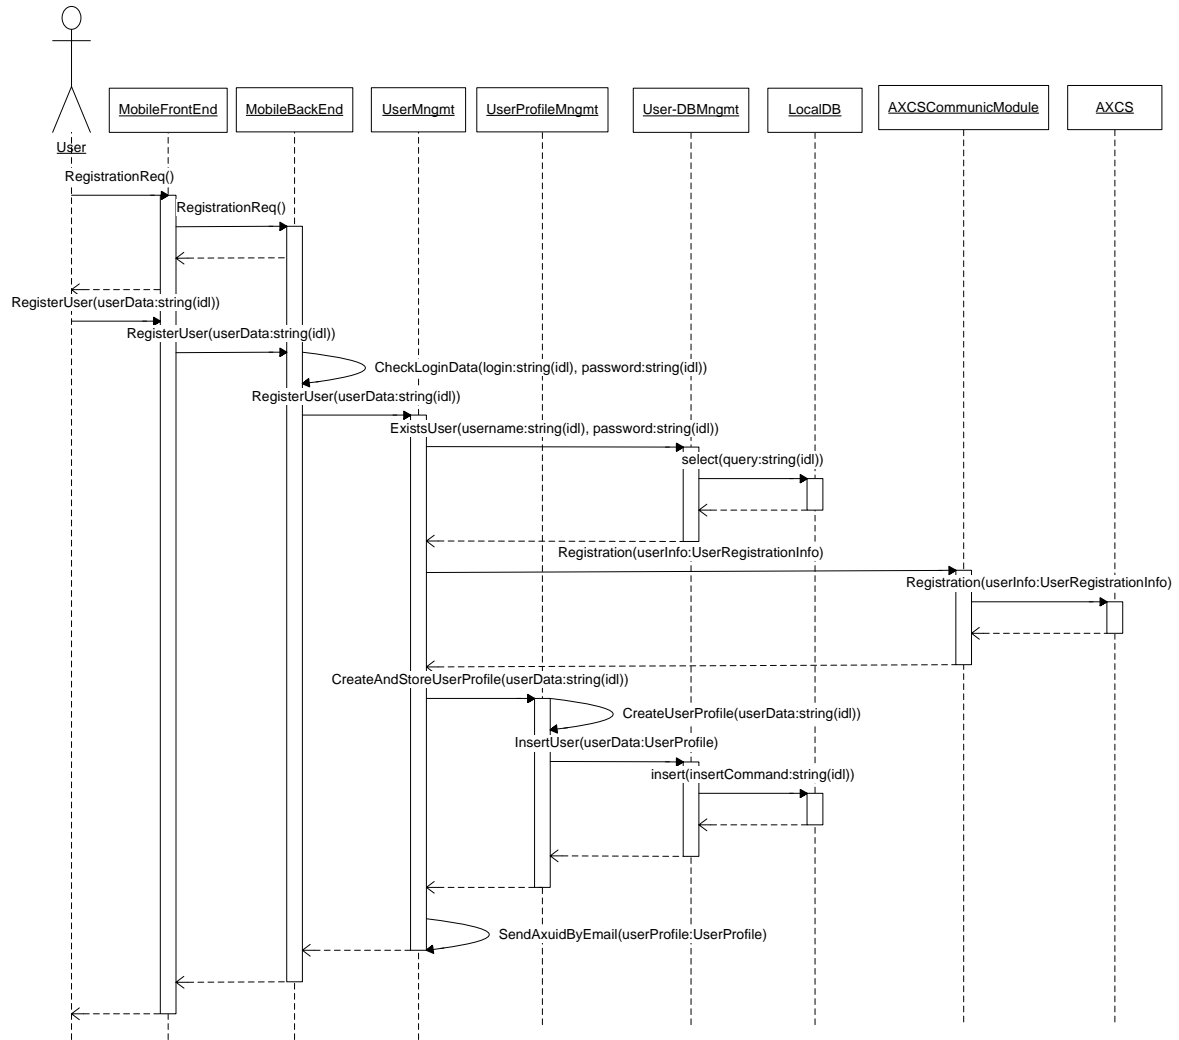 MobileFrontEnd
MobileBackEnd
UserMngmt
UserProfileMngmt
User-DBMngmt
LocalDB
AXCSCommunicModule
AXCS
User
RegistrationReq()
RegistrationReq()
RegisterUser(userData:string(idl))
RegisterUser(userData:string(idl))
CheckLoginData(login:string(idl), password:string(idl))
RegisterUser(userData:string(idl))
ExistsUser(username:string(idl), password:string(idl))
select(query:string(idl))
Registration(userInfo:UserRegistrationInfo)
Registration(userInfo:UserRegistrationInfo)
CreateAndStoreUserProfile(userData:string(idl))
CreateUserProfile(userData:string(idl))
InsertUser(userData:UserProfile)
insert(insertCommand:string(idl))
SendAxuidByEmail(userProfile:UserProfile)